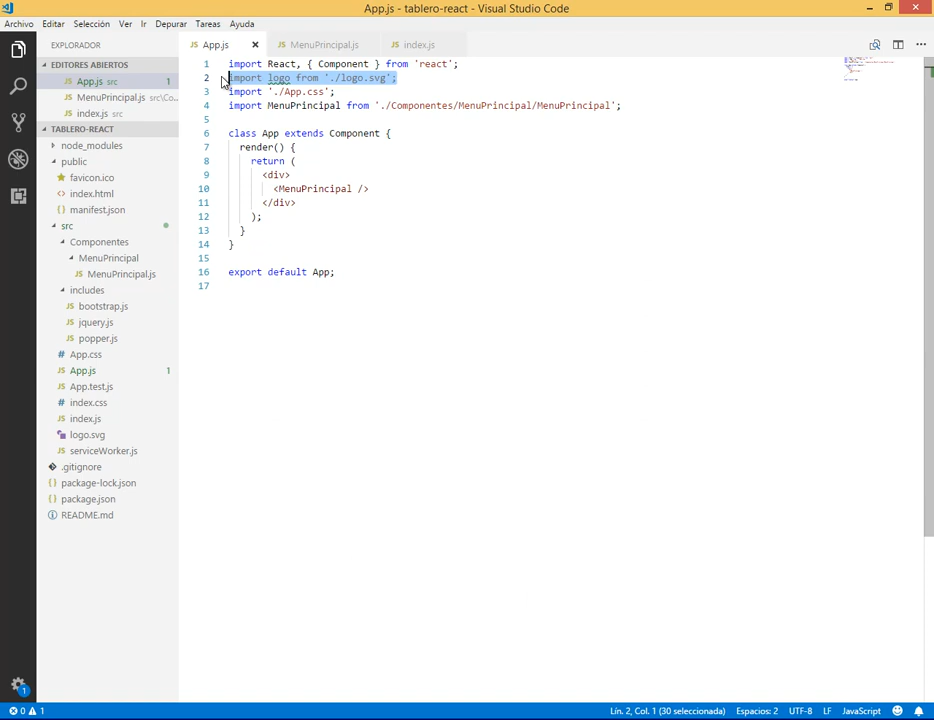 App.js - tablero-react - Visual Studio Code
Archivo Editar Selección Ver Ir Depurar Tareas Ayuda
EXPLORADOR
EDITORES ABIERTOS
App.js src 1
MenuPrincipal.js src\Co...
index.js src
TABLERO-REACT
node_modules
public
favicon.ico
index.html
manifest.json
src
Componentes
MenuPrincipal
MenuPrincipal.js
includes
bootstrap.js
jquery.js
popper.js
App.css
App.js 1
App.test.js
index.css
index.js
logo.svg
serviceWorker.js
.gitignore
package-lock.json
package.json
README.md
App.js MenuPrincipal.js index.js
1 import React, { Component } from 'react';
2 import logo from './logo.svg';
3 import './App.css';
4 import MenuPrincipal from './Componentes/MenuPrincipal/MenuPrincipal';
5
6 class App extends Component {
7 render() {
8 return (
9 <div>
10 <MenuPrincipal />
11 </div>
12 );
13 }
14 }
15
16 export default App;
17
1
0 1 Lín. 2, Col. 1 (30 seleccionada) Espacios: 2 UTF-8 LF JavaScript